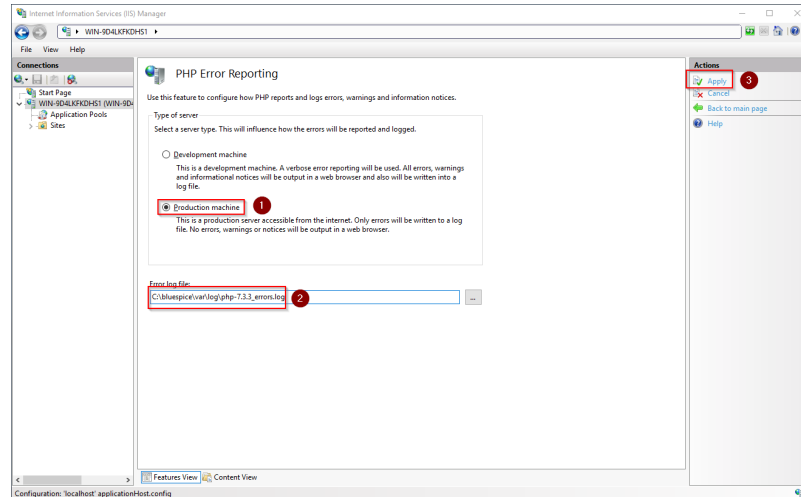 Internet Information Services (IIS) Manager
WIN-9D4LKFKDHS1
File View Help
Connections
Start Page
WIN-9D4LKFKDHS1 (WIN-9D4
Application Pools
Sites
PHP Error Reporting
Use this feature to configure how PHP reports and logs errors, warnings and information notices.
Type of server
Select a server type. This will influence how the errors will be reported and logged.
Development machine
This is a development machine. A verbose error reporting will be used. All errors, warnings
and informational notices will be output in a web browser and also will be written into a
log file.
Production machine
1
This is a production server accessible from the internet. Only errors will be written to a log
file. No errors, warnings or notices will be output in a web browser.
Error log file:
C:\bluespice\var\log\php-7.3.3_errors.log
2
...
Actions
Apply
3
Cancel
Back to main page
Help
Features View Content View
Configuration: 'localhost' applicationHost.config